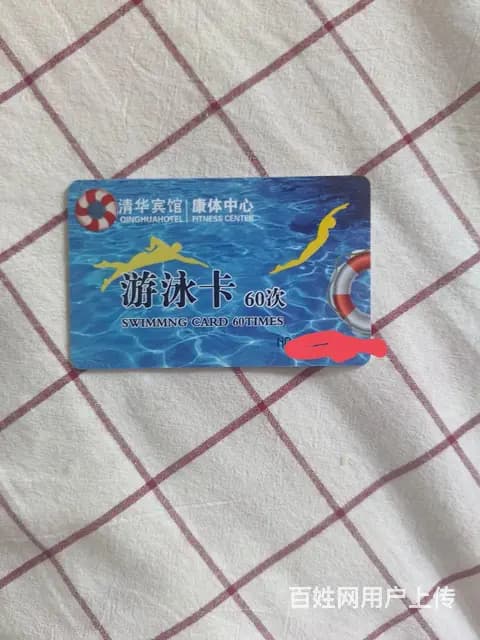 清华宾馆 康体中心
QINGHUAHOTEL FITNESS CENTER
游泳卡 60次
SWIMMNG CARD 60TIMES
百姓网用户上传